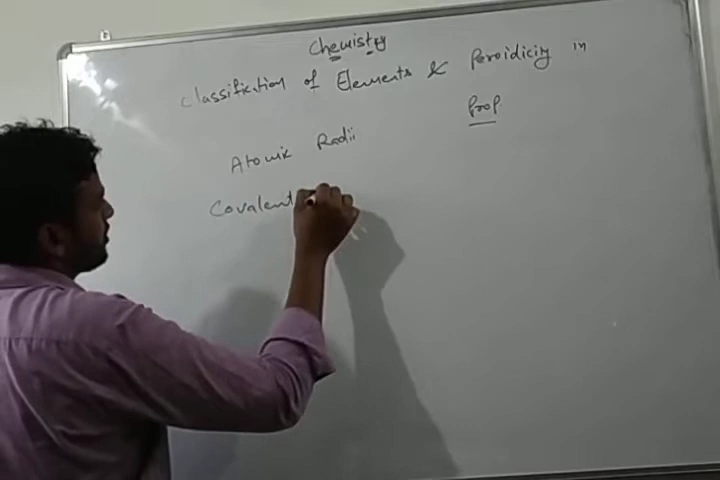 Chemistry
Classification of Elements & Peroidicity in
Prop
Atomic Radii
Covalent